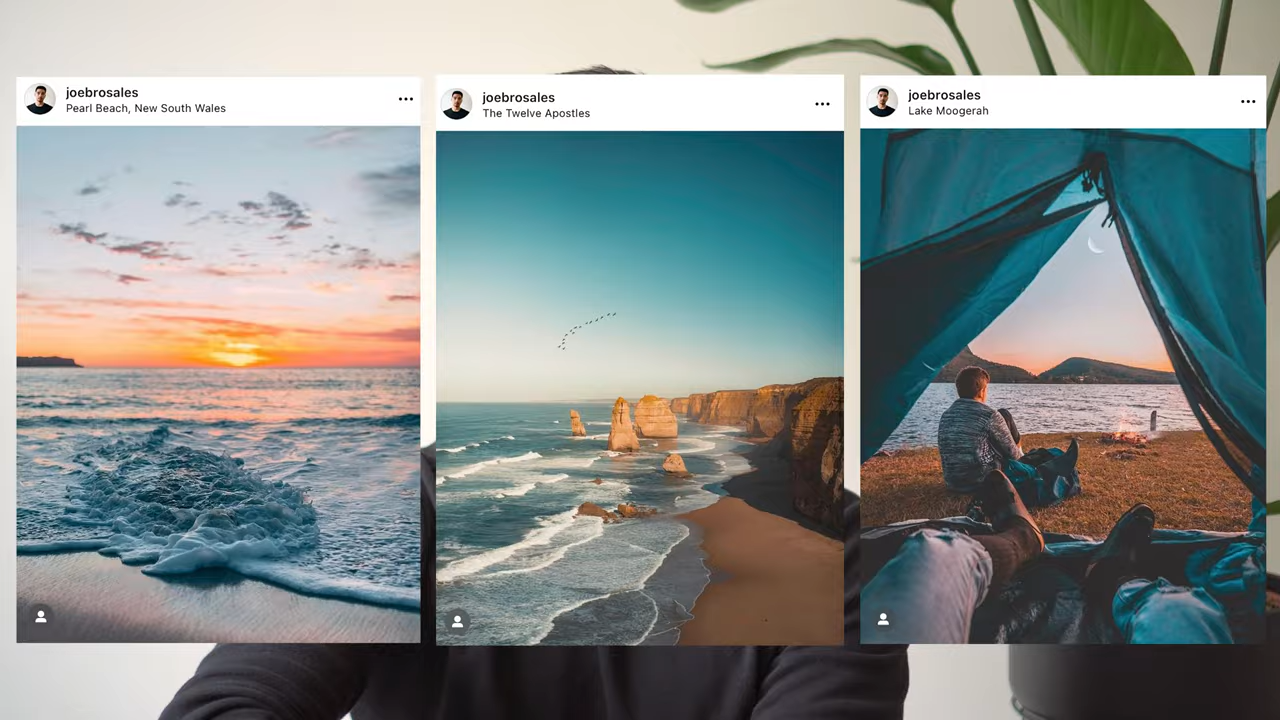 joebrosales
Pearl Beach, New South Wales
joebrosales
The Twelve Apostles
joebrosales
Lake Moogerah